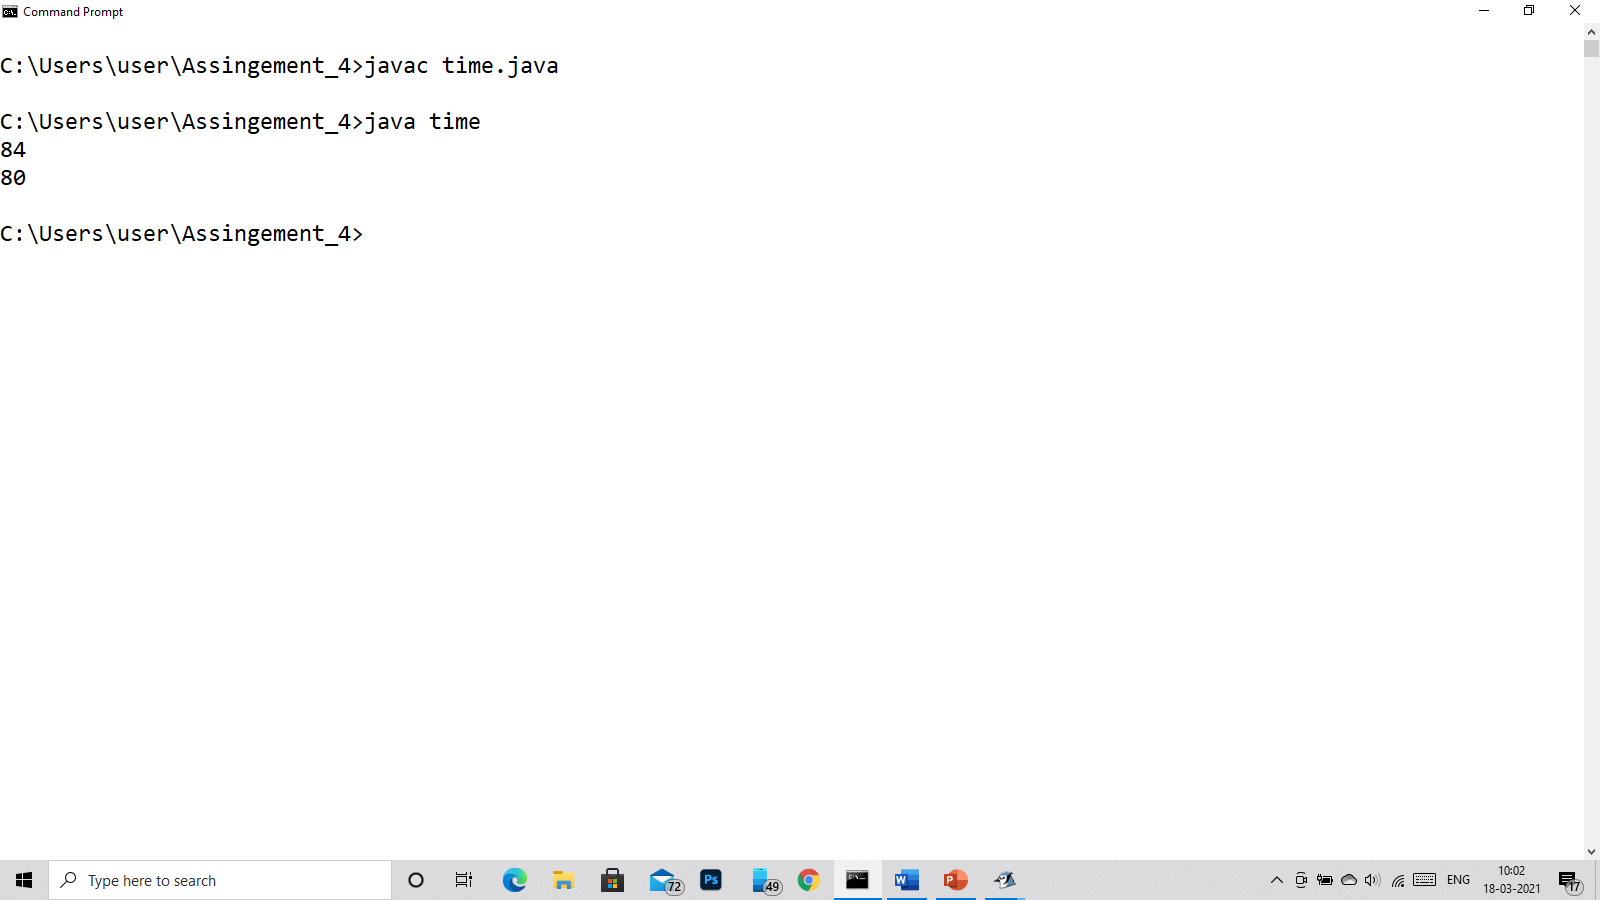 Command Prompt
C:\Users\user\Assingement_4>javac time.java
C:\Users\user\Assingement_4>java time
84
80
C:\Users\user\Assingement_4>
Type here to search
72
Ps
49
W
P
ENG
10:02
18-03-2021
17